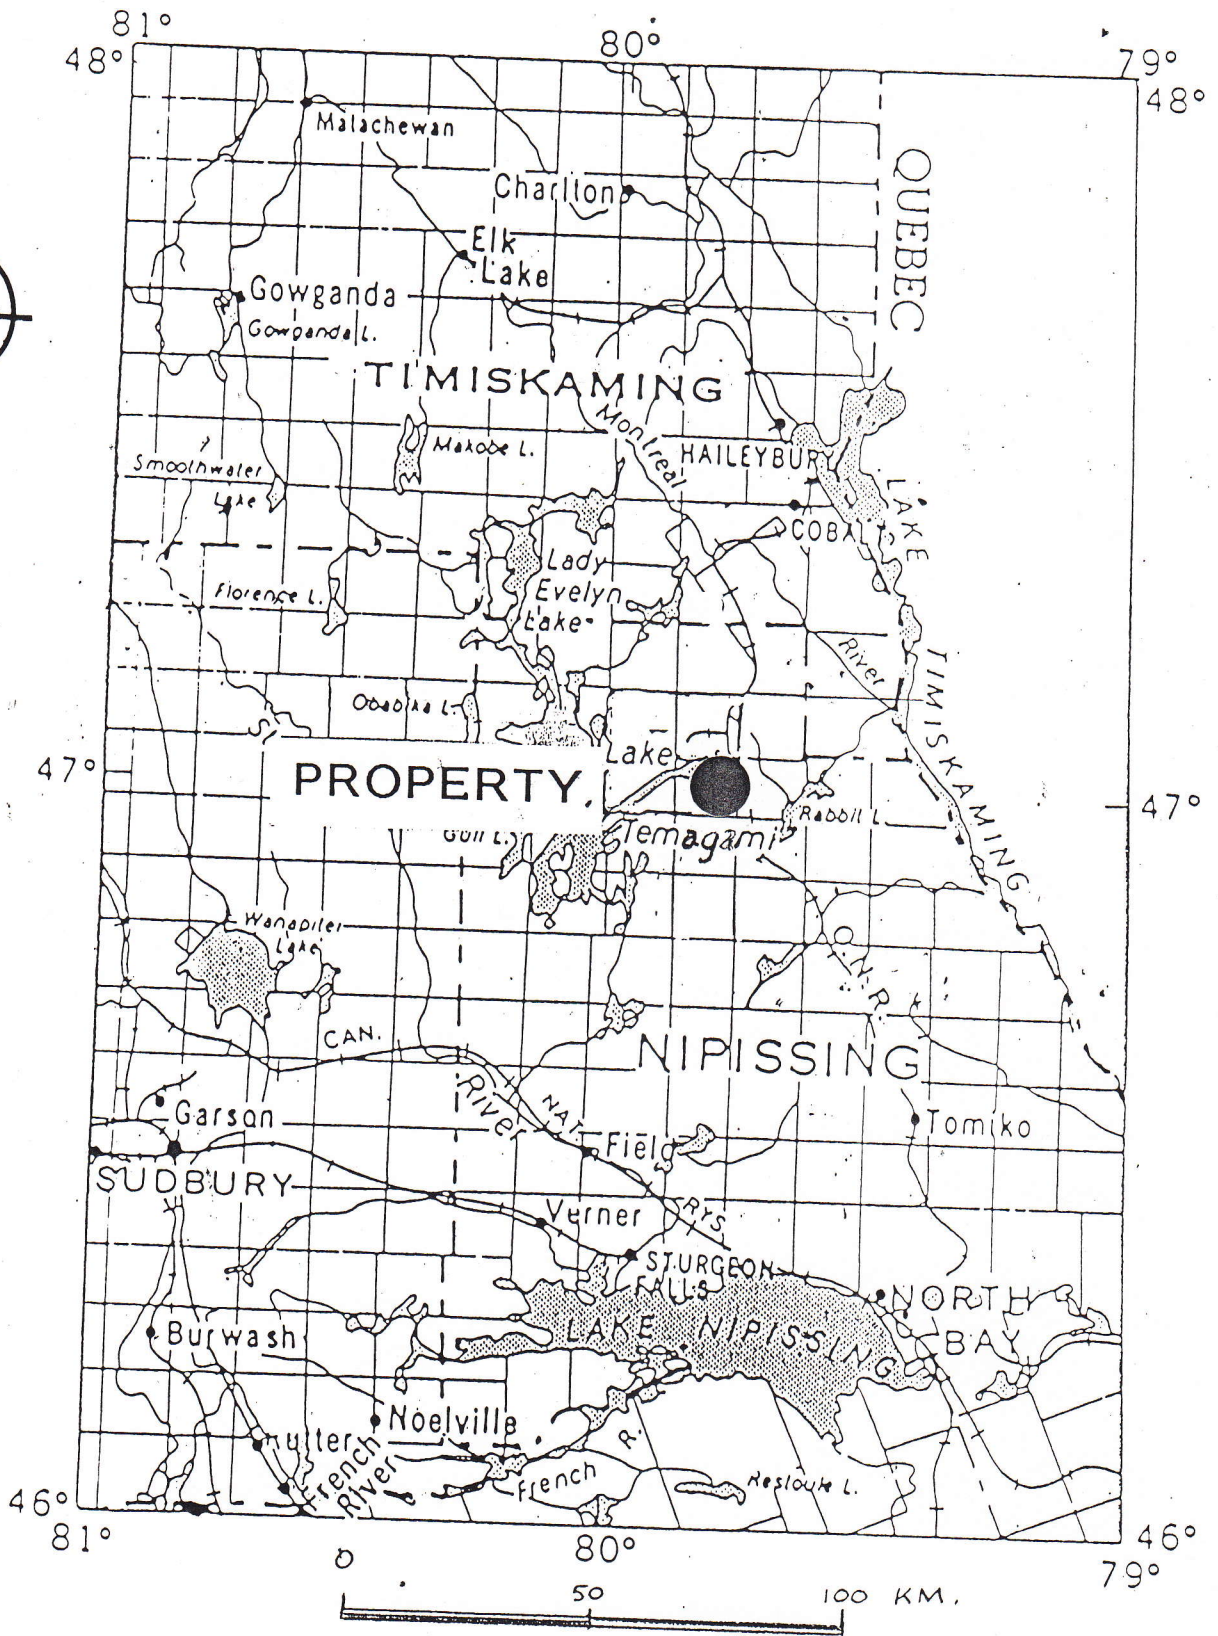 81°
80°
79°
48°
48°
Matachewan
QUEBEC
Charlton
Elk
Lake
Gowganda
Gowganda L.
TIMISKAMING
Montreal
Makobe L.
HAILEYBURY
Smoothwater
Lake
LAKE
COBALT
Lady
Evelyn
Lake
Florence L.
River
TIMISKAMING
Obabika L.
47°
PROPERTY
Lake
47°
Rabbit L.
Temagami
Gull L.
Wanapitei
Lake
O.N.R.
CAN.
NIPISSING
River
NAT.
Garson
Field
Tomiko
SUDBURY
RYS
Verner
STURGEON
FALLS
NORTH
BAY
LAKE NIPISSING
Burwash
Noelville
R.
French
River
French
Restoule L.
46°
46°
81°
80°
79°
0
50
100 KM.